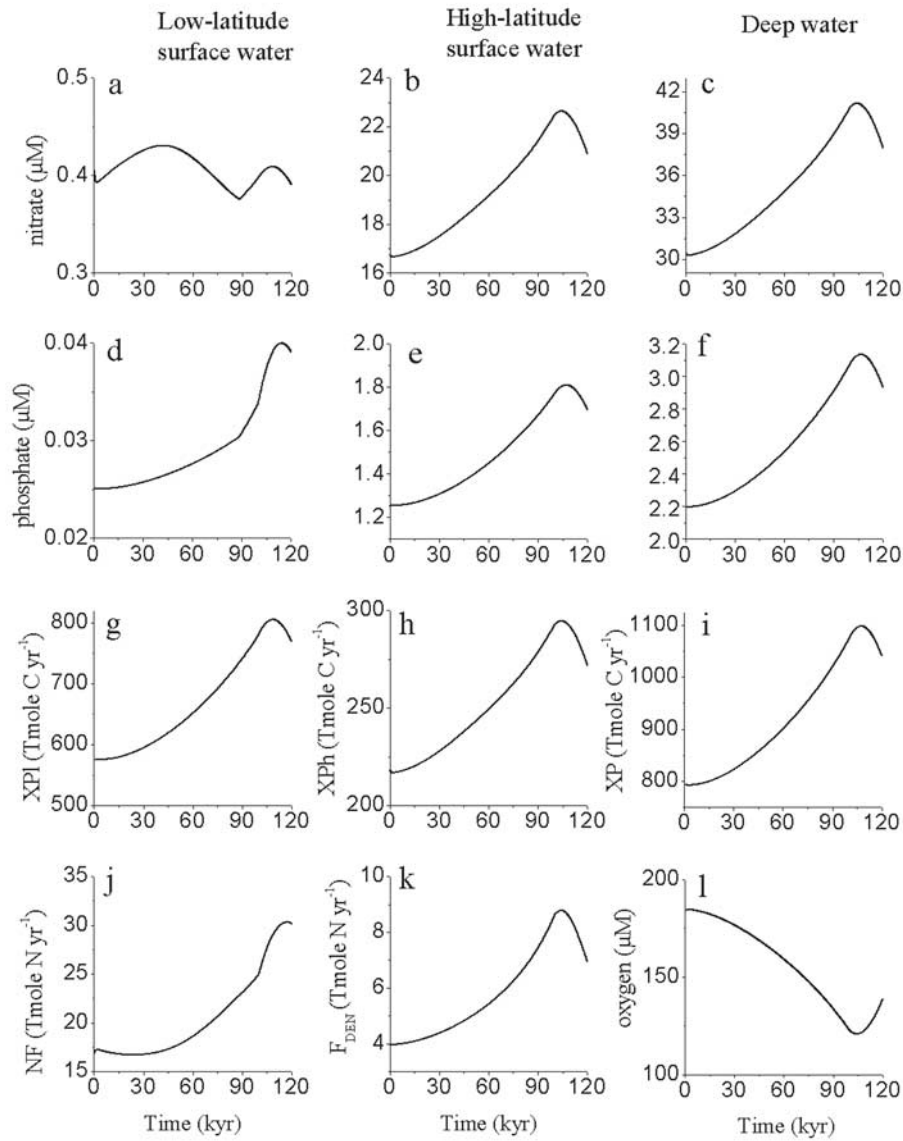 Low-latitude
surface water
High-latitude
surface water
Deep water
a
nitrate (μM)
0.5
0.4
0.3
0 30 60 90 120
b
24
22
20
18
16
0 30 60 90 120
c
42
39
36
33
30
0 30 60 90 120
d
phosphate (μM)
0.04
0.03
0.02
0 30 60 90 120
e
2.0
1.8
1.6
1.4
1.2
0 30 60 90 120
f
3.2
3.0
2.8
2.6
2.4
2.2
2.0
0 30 60 90 120
g
XPl (Tmole C yr⁻¹)
800
700
600
500
0 30 60 90 120
h
XPh (Tmole C yr⁻¹)
300
250
200
0 30 60 90 120
i
XP (Tmole C yr⁻¹)
1100
1000
900
800
0 30 60 90 120
j
NF (Tmole N yr⁻¹)
35
30
25
20
15
0 30 60 90 120
Time (kyr)
k
F_DEN (Tmole N yr⁻¹)
10
8
6
4
0 30 60 90 120
Time (kyr)
l
oxygen (μM)
200
150
100
0 30 60 90 120
Time (kyr)